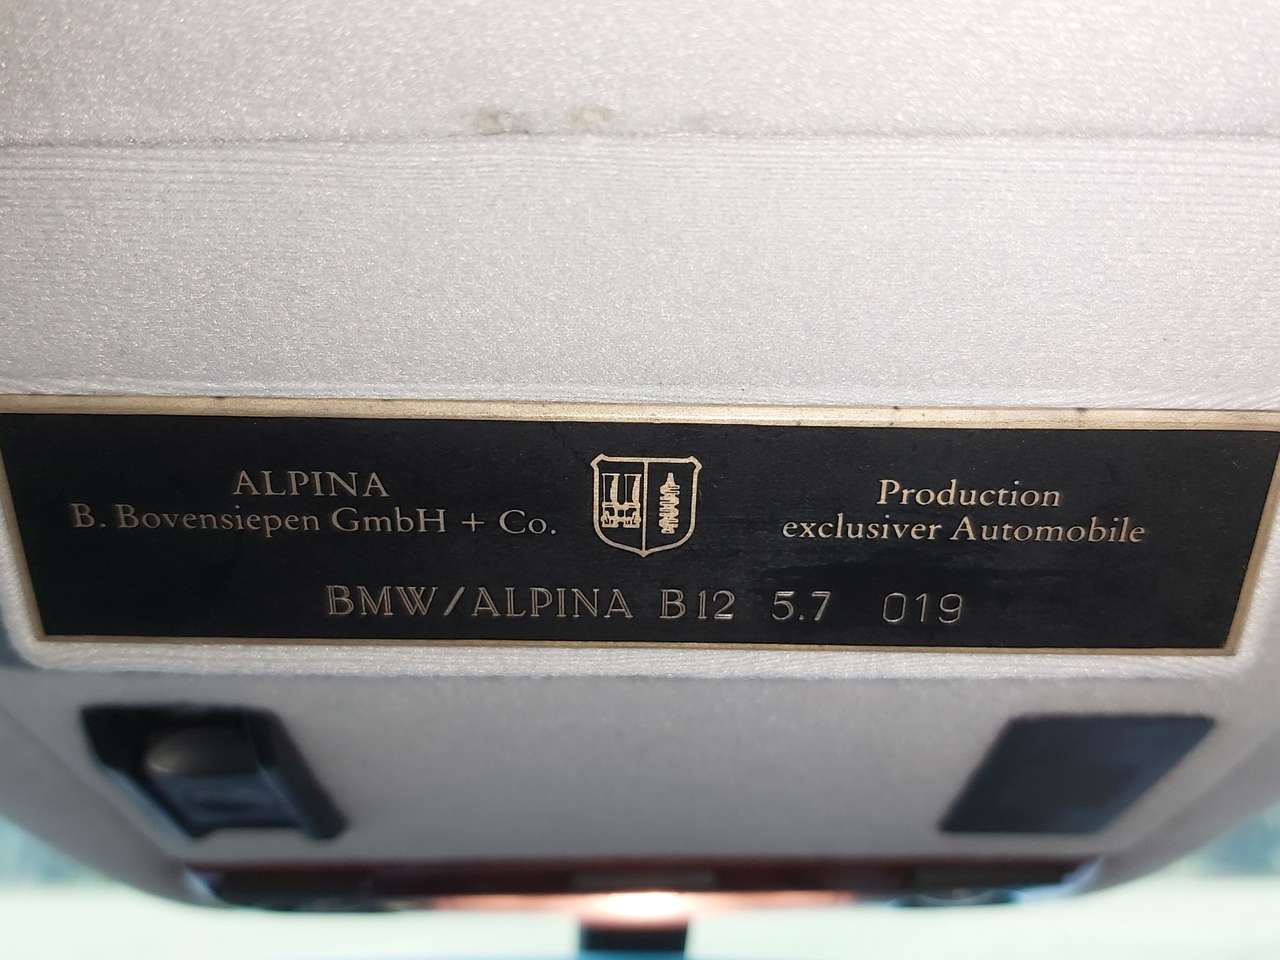 ALPINA
B. Bovensiepen GmbH + Co.
Production
exclusiver Automobile
BMW/ALPINA B12 5.7 019